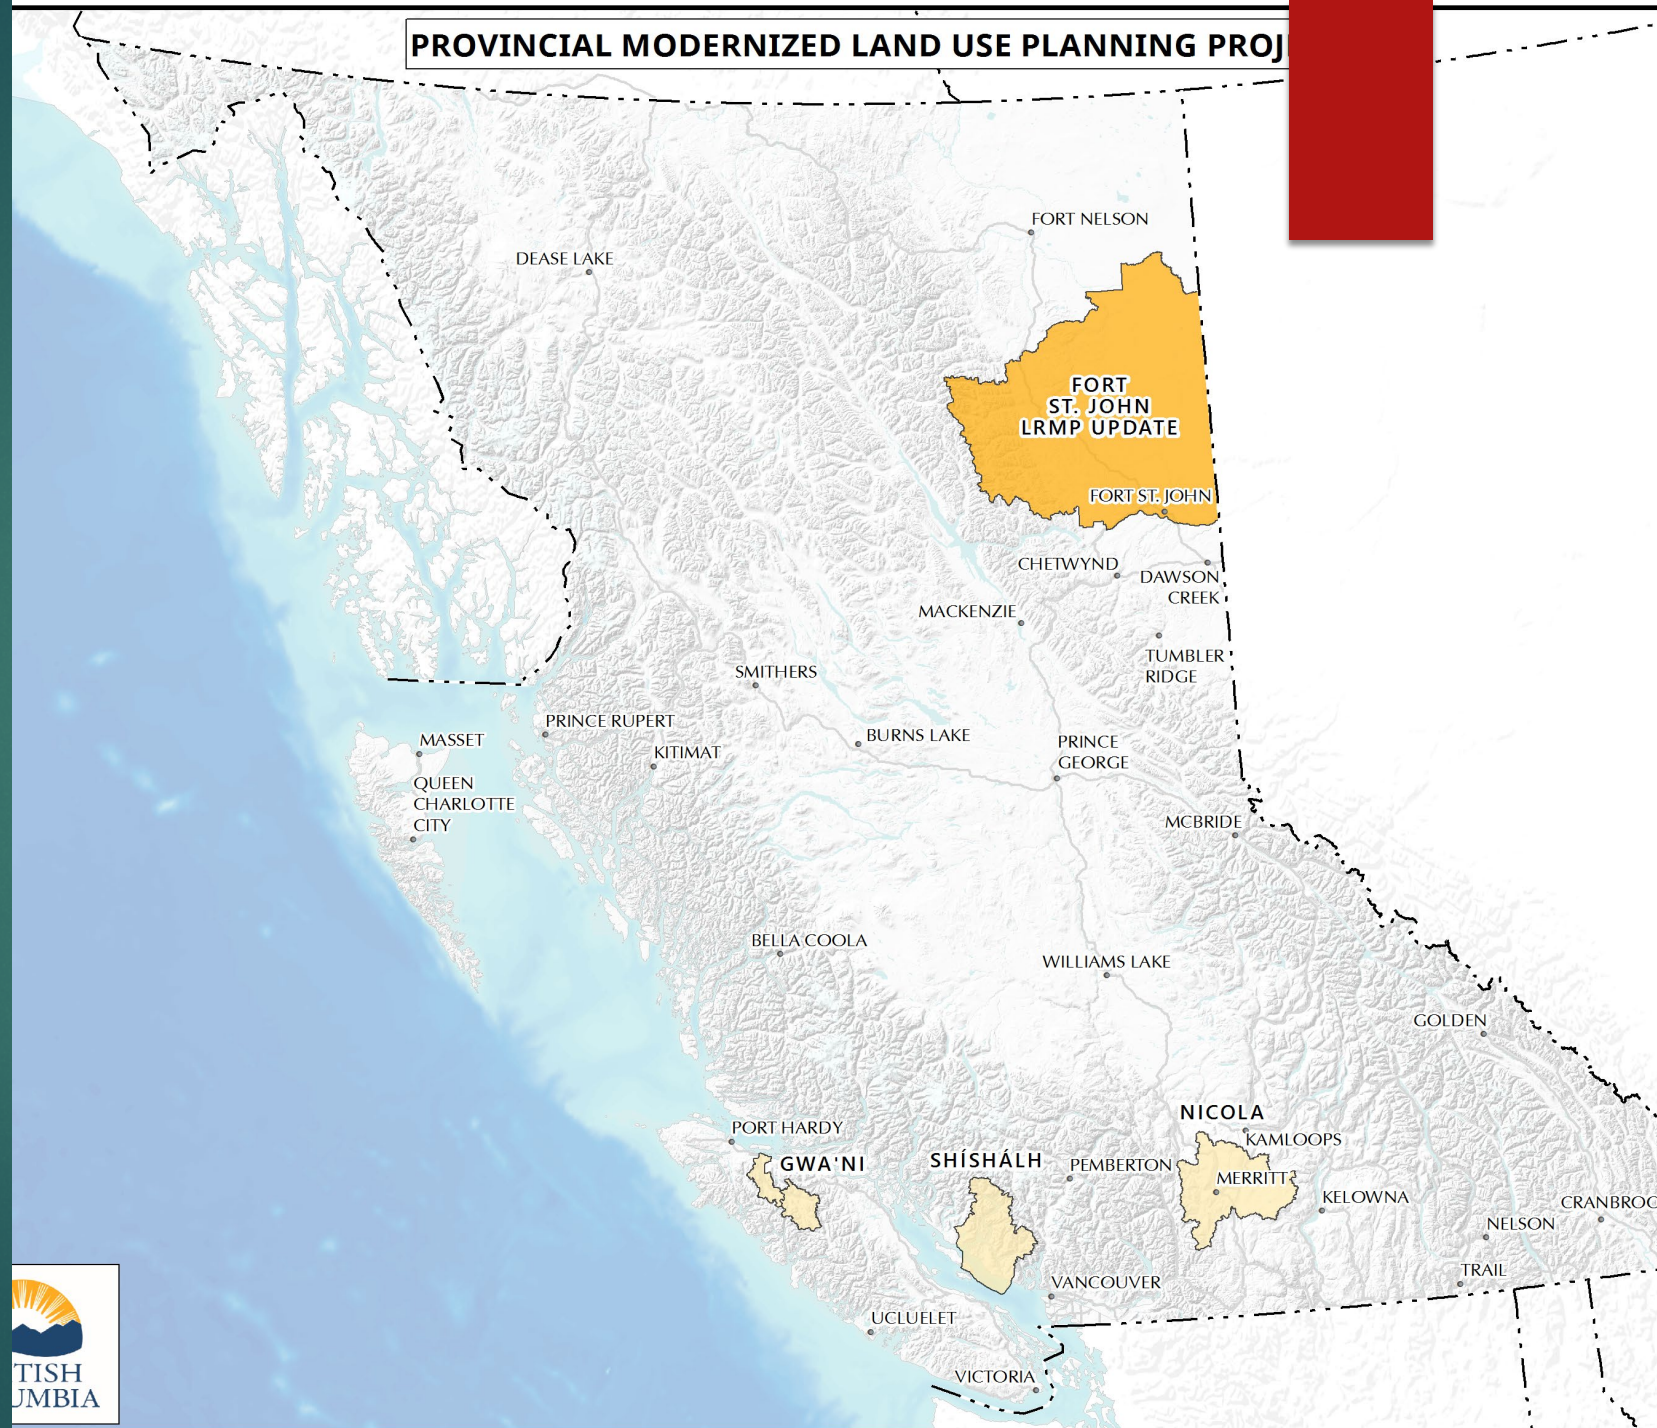 PROVINCIAL MODERNIZED LAND USE PLANNING PROJ
FORT NELSON
DEASE LAKE
FORT
ST. JOHN
LRMP UPDATE
FORT ST. JOHN
CHETWYND
DAWSON
CREEK
MACKENZIE
TUMBLER
RIDGE
SMITHERS
PRINCE RUPERT
BURNS LAKE
MASSET
KITIMAT
PRINCE
GEORGE
QUEEN
CHARLOTTE
CITY
MCBRIDE
BELLA COOLA
WILLIAMS LAKE
GOLDEN
NICOLA
PORT HARDY
KAMLOOPS
GWA'NI
SHÍSHÁLH
PEMBERTON
MERRITT
KELOWNA
CRANBROO
NELSON
TRAIL
VANCOUVER
UCLUELET
VICTORIA
TISH
UMBIA